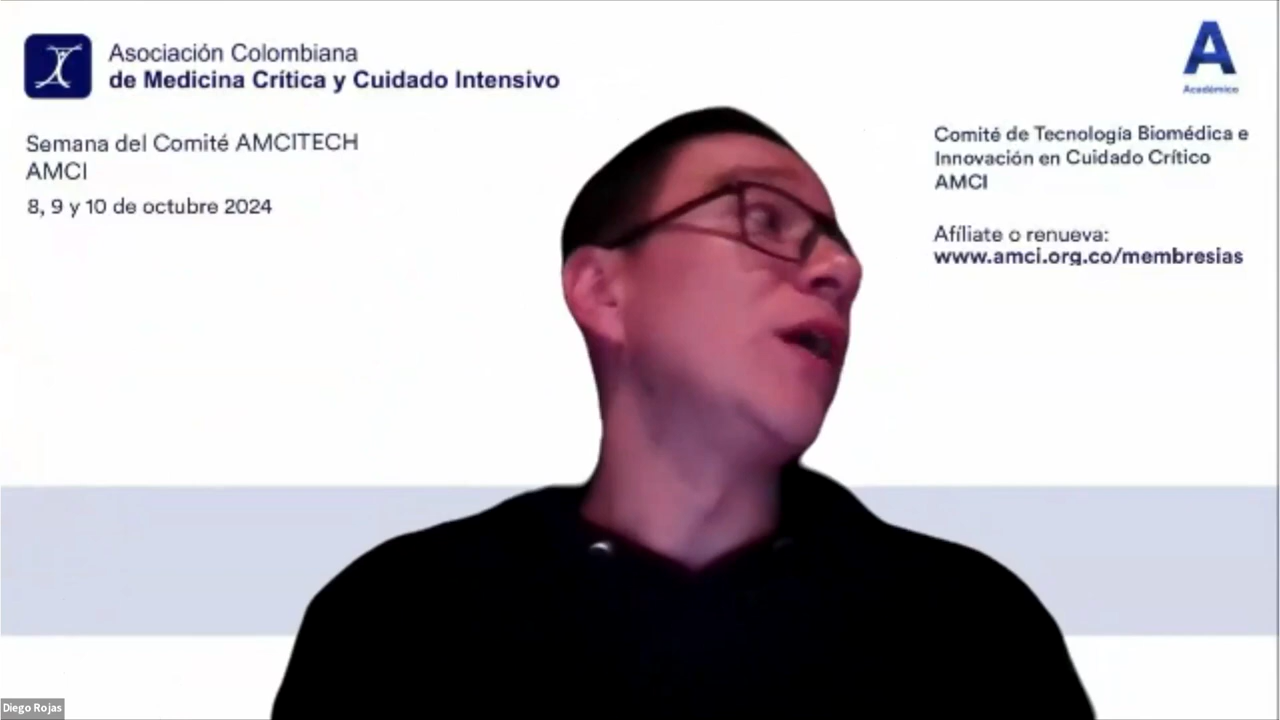 Asociación Colombiana
de Medicina Crítica y Cuidado Intensivo
Semana del Comité AMCITECH
AMCI
8, 9 y 10 de octubre 2024
A
Académico
Comité de Tecnología Biomédica e
Innovación en Cuidado Crítico
AMCI
Afíliate o renueva:
www.amci.org.co/membresias
Diego Rojas